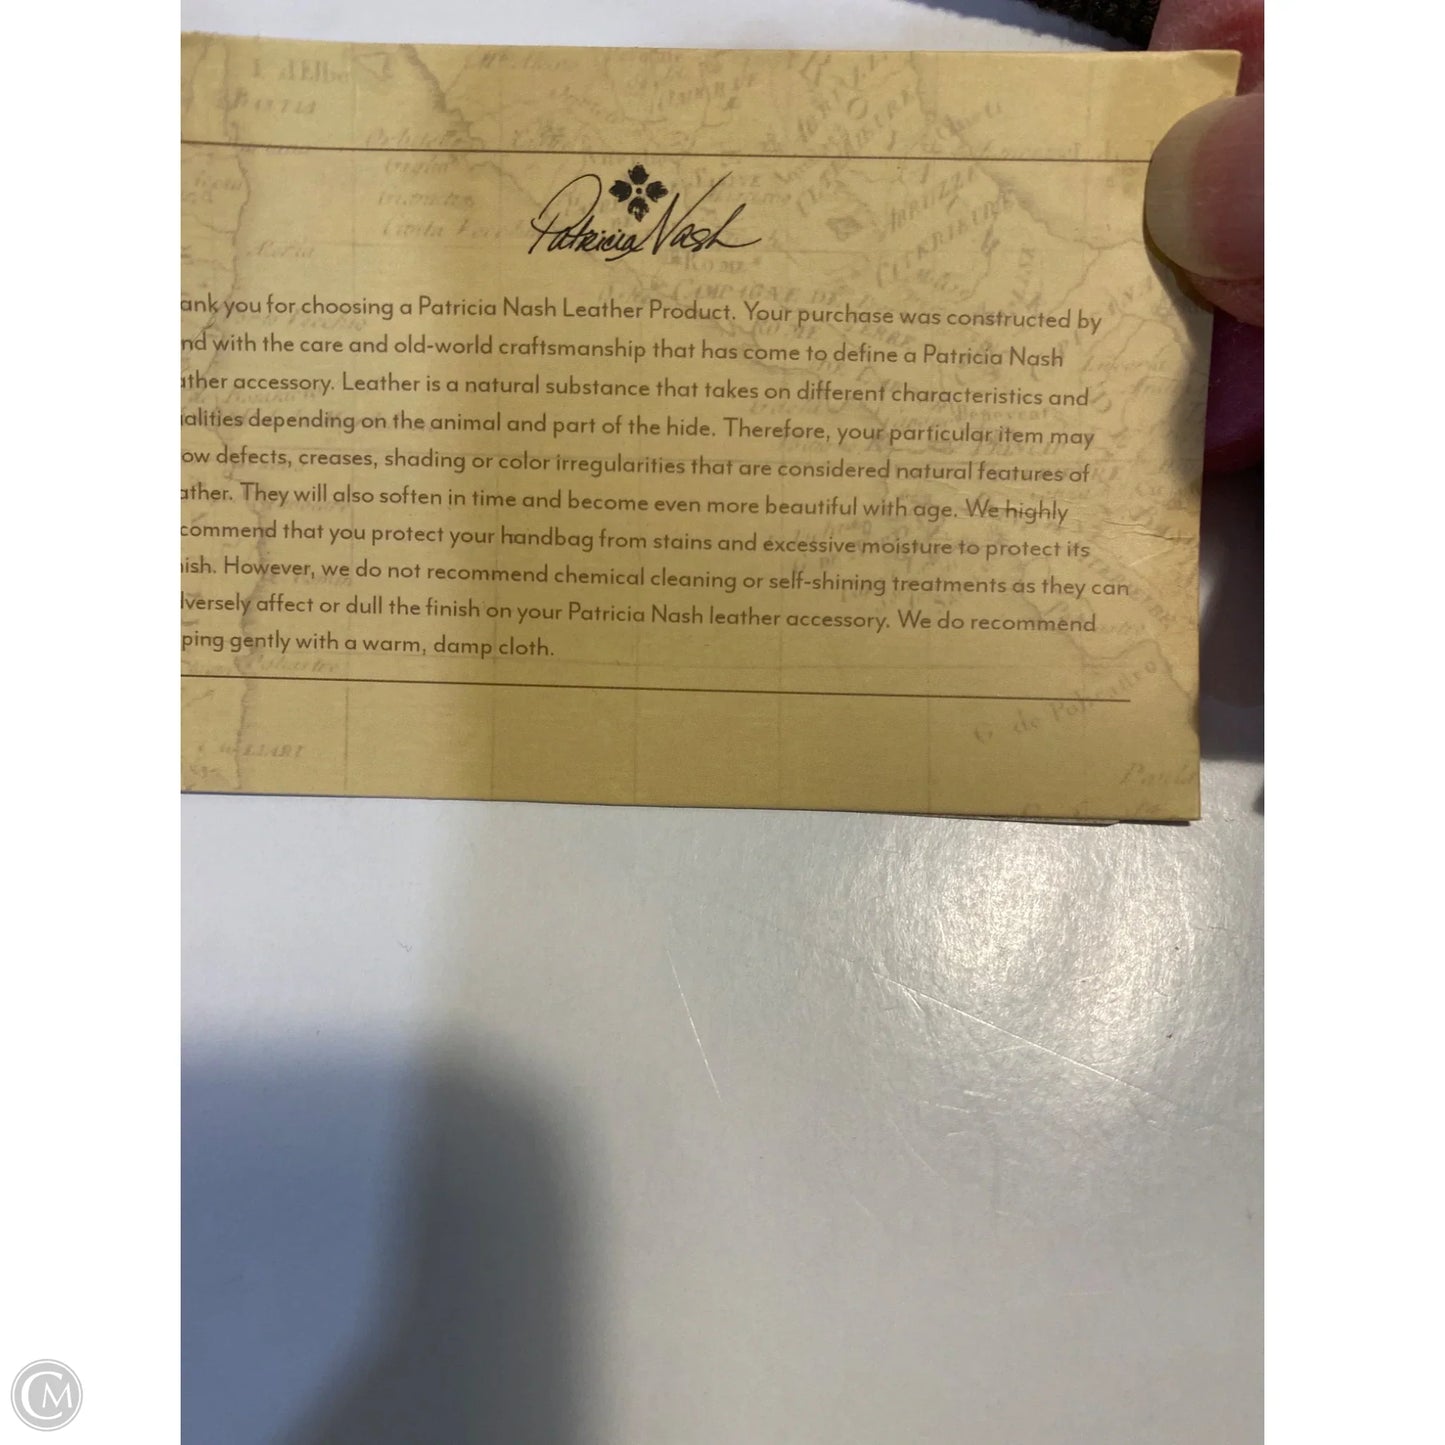 Patricia Nash
ank you for choosing a Patricia Nash Leather Product. Your purchase was constructed by
nd with the care and old-world craftsmanship that has come to define a Patricia Nash
ather accessory. Leather is a natural substance that takes on different characteristics and
alities depending on the animal and part of the hide. Therefore, your particular item may
ow defects, creases, shading or color irregularities that are considered natural features of
ather. They will also soften in time and become even more beautiful with age. We highly
commend that you protect your handbag from stains and excessive moisture to protect its
ish. However, we do not recommend chemical cleaning or self-shining treatments as they can
versely affect or dull the finish on your Patricia Nash leather accessory. We do recommend
ping gently with a warm, damp cloth.
CM